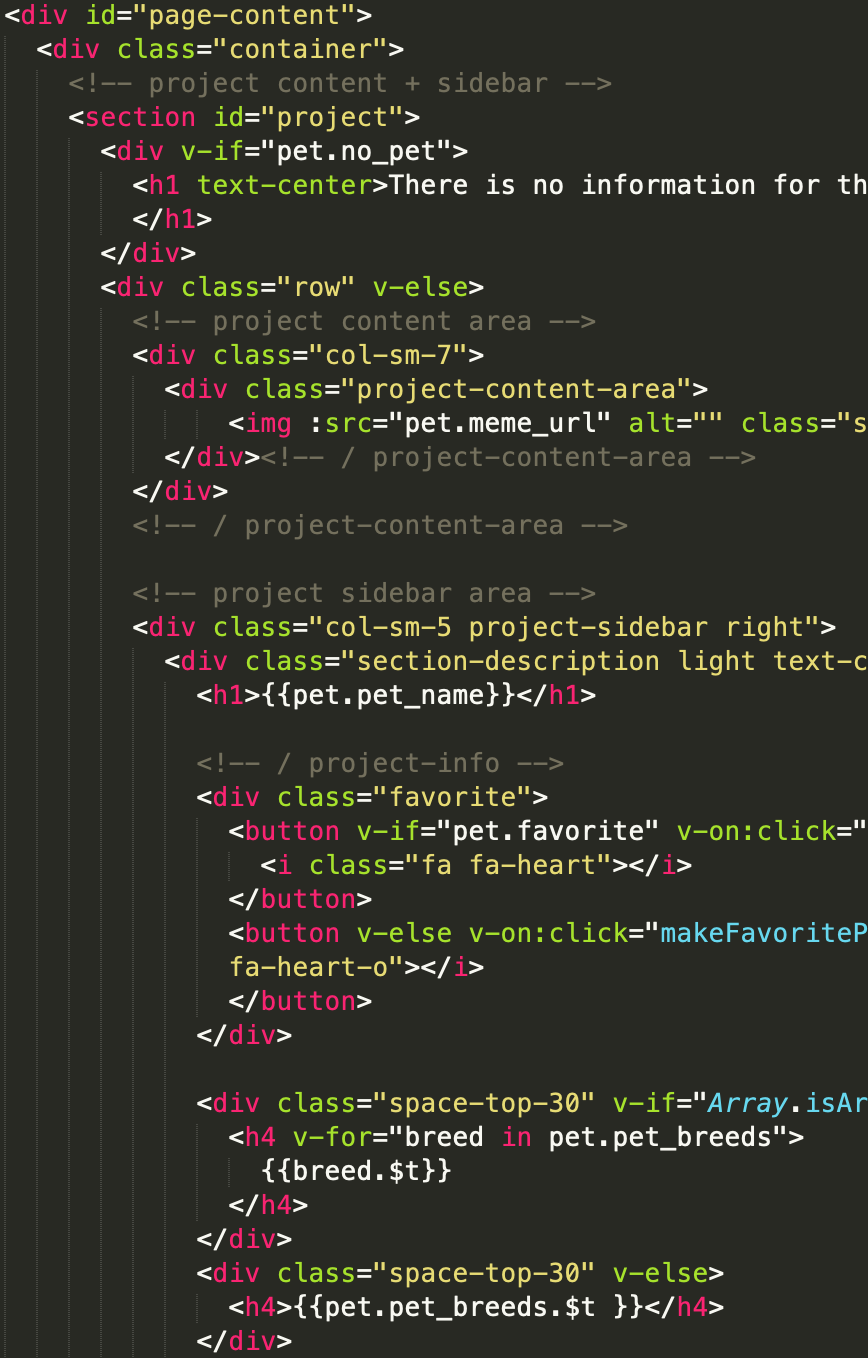 <div id="page-content">
<div class="container">
<!-- project content + sidebar -->
<section id="project">
<div v-if="pet.no_pet">
<h1 text-center>There is no information for th
</h1>
</div>
<div class="row" v-else>
<!-- project content area -->
<div class="col-sm-7">
<div class="project-content-area">
<img :src="pet.meme_url" alt="" class="s
</div><!-- / project-content-area -->
</div>
<!-- / project-content-area -->
<!-- project sidebar area -->
<div class="col-sm-5 project-sidebar right">
<div class="section-description light text-c
<h1>{{pet.pet_name}}</h1>
<!-- / project-info -->
<div class="favorite">
<button v-if="pet.favorite" v-on:click="
<i class="fa fa-heart"></i>
</button>
<button v-else v-on:click="makeFavoriteP
fa-heart-o"></i>
</button>
</div>
<div class="space-top-30" v-if="Array.isAr
<h4 v-for="breed in pet.pet_breeds">
{{breed.$t}}
</h4>
</div>
<div class="space-top-30" v-else>
<h4>{{pet.pet_breeds.$t }}</h4>
</div>